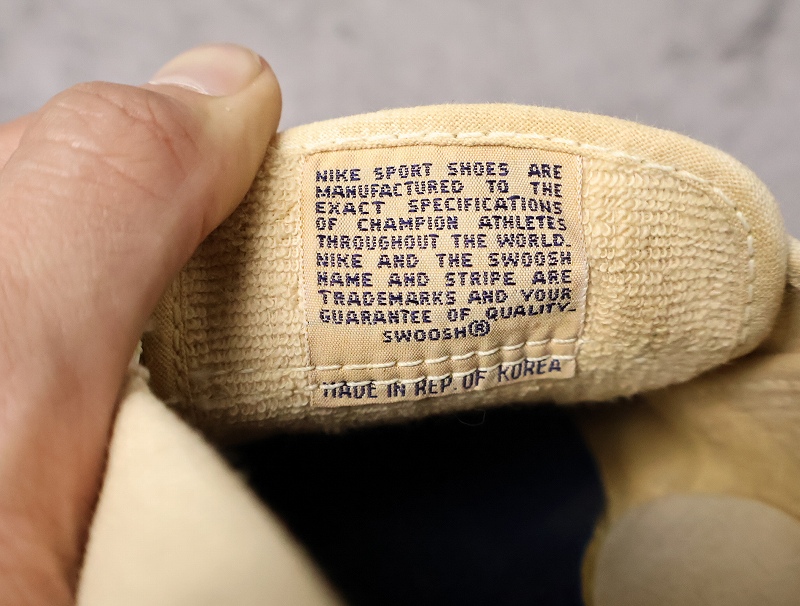 NIKE SPORT SHOES ARE
MANUFACTURED TO THE
EXACT SPECIFICATIONS
OF CHAMPION ATHLETES
THROUGHOUT THE WORLD.
NIKE AND THE SWOOSH
NAME AND STRIPE ARE
TRADEMARKS AND YOUR
GUARANTEE OF QUALITY.
SWOOSH®
MADE IN REP. OF KOREA